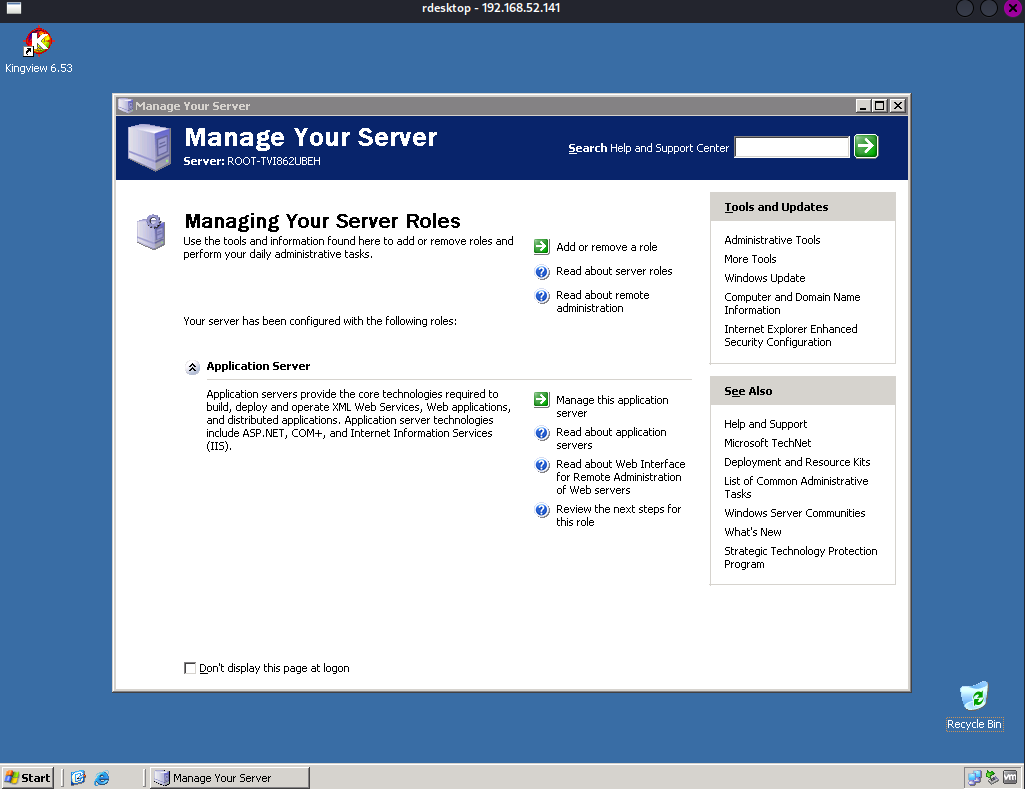 rdesktop - 192.168.52.141
Kingview 6.53
Manage Your Server
Manage Your Server
Server: ROOT-TVI862UBEH
Search Help and Support Center
Managing Your Server Roles
Use the tools and information found here to add or remove roles and
perform your daily administrative tasks.
Add or remove a role
Read about server roles
Read about remote
administration
Your server has been configured with the following roles:
Application Server
Application servers provide the core technologies required to
build, deploy and operate XML Web Services, Web applications,
and distributed applications. Application server technologies
include ASP.NET, COM+, and Internet Information Services
(IIS).
Manage this application
server
Read about application
servers
Read about Web Interface
for Remote Administration
of Web servers
Review the next steps for
this role
Tools and Updates
Administrative Tools
More Tools
Windows Update
Computer and Domain Name
Information
Internet Explorer Enhanced
Security Configuration
See Also
Help and Support
Microsoft TechNet
Deployment and Resource Kits
List of Common Administrative
Tasks
Windows Server Communities
What's New
Strategic Technology Protection
Program
Don't display this page at logon
Recycle Bin
Start
Manage Your Server
vm